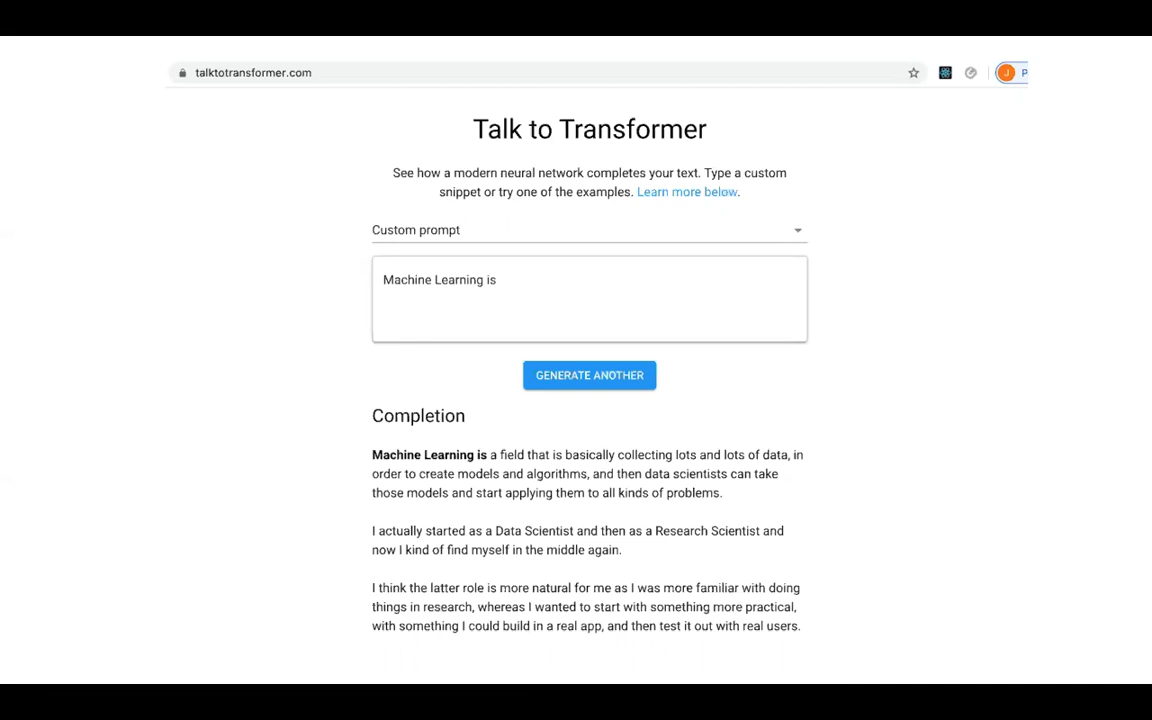 talktotransformer.com
J P
Talk to Transformer
See how a modern neural network completes your text. Type a custom
snippet or try one of the examples. Learn more below.
Custom prompt
Machine Learning is
GENERATE ANOTHER
Completion
Machine Learning is a field that is basically collecting lots and lots of data, in
order to create models and algorithms, and then data scientists can take
those models and start applying them to all kinds of problems.
I actually started as a Data Scientist and then as a Research Scientist and
now I kind of find myself in the middle again.
I think the latter role is more natural for me as I was more familiar with doing
things in research, whereas I wanted to start with something more practical,
with something I could build in a real app, and then test it out with real users.